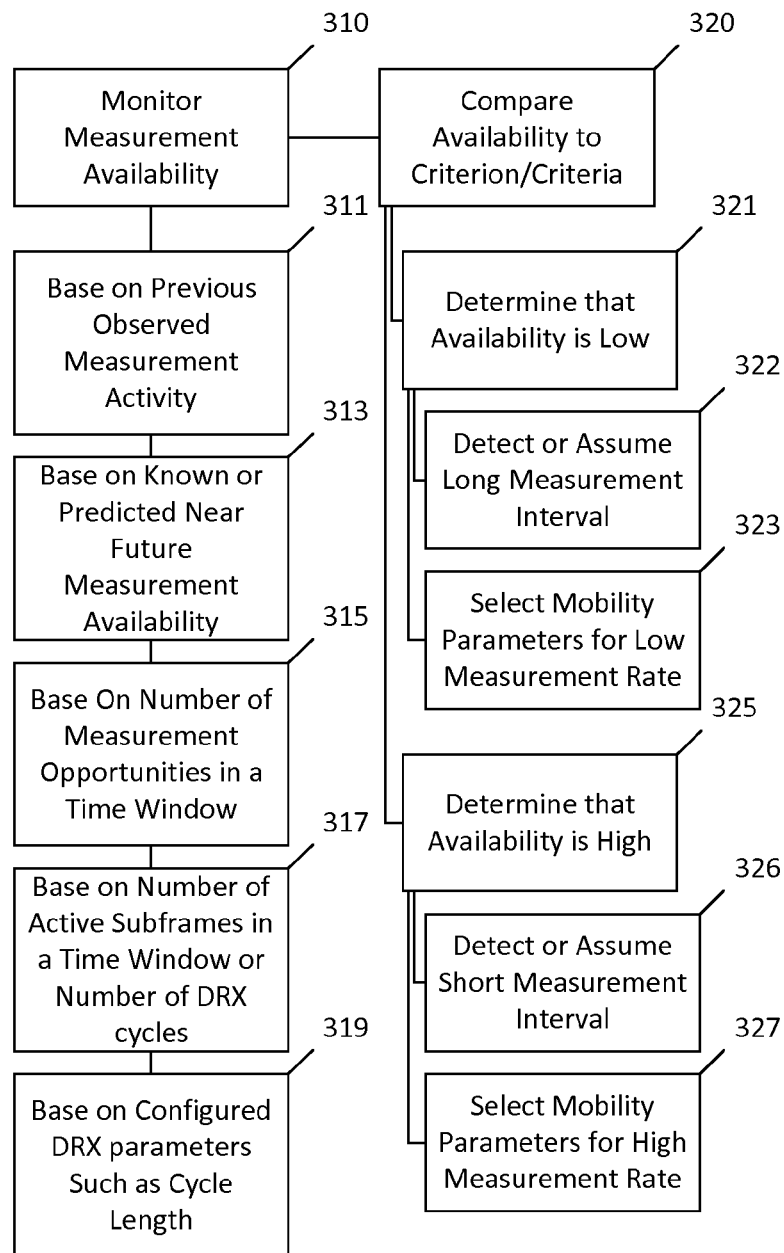 310
Monitor
Measurement
Availability
311
Base on Previous
Observed
Measurement
Activity
313
Base on Known or
Predicted Near
Future
Measurement
Availability
315
Base On Number of
Measurement
Opportunities in a
Time Window
317
Base on Number of
Active Subframes in
a Time Window or
Number of DRX
cycles
319
Base on Configured
DRX parameters
Such as Cycle
Length
320
Compare
Availability to
Criterion/Criteria
321
Determine that
Availability is Low
322
Detect or Assume
Long Measurement
Interval
323
Select Mobility
Parameters for Low
Measurement Rate
325
Determine that
Availability is High
326
Detect or Assume
Short Measurement
Interval
327
Select Mobility
Parameters for High
Measurement Rate